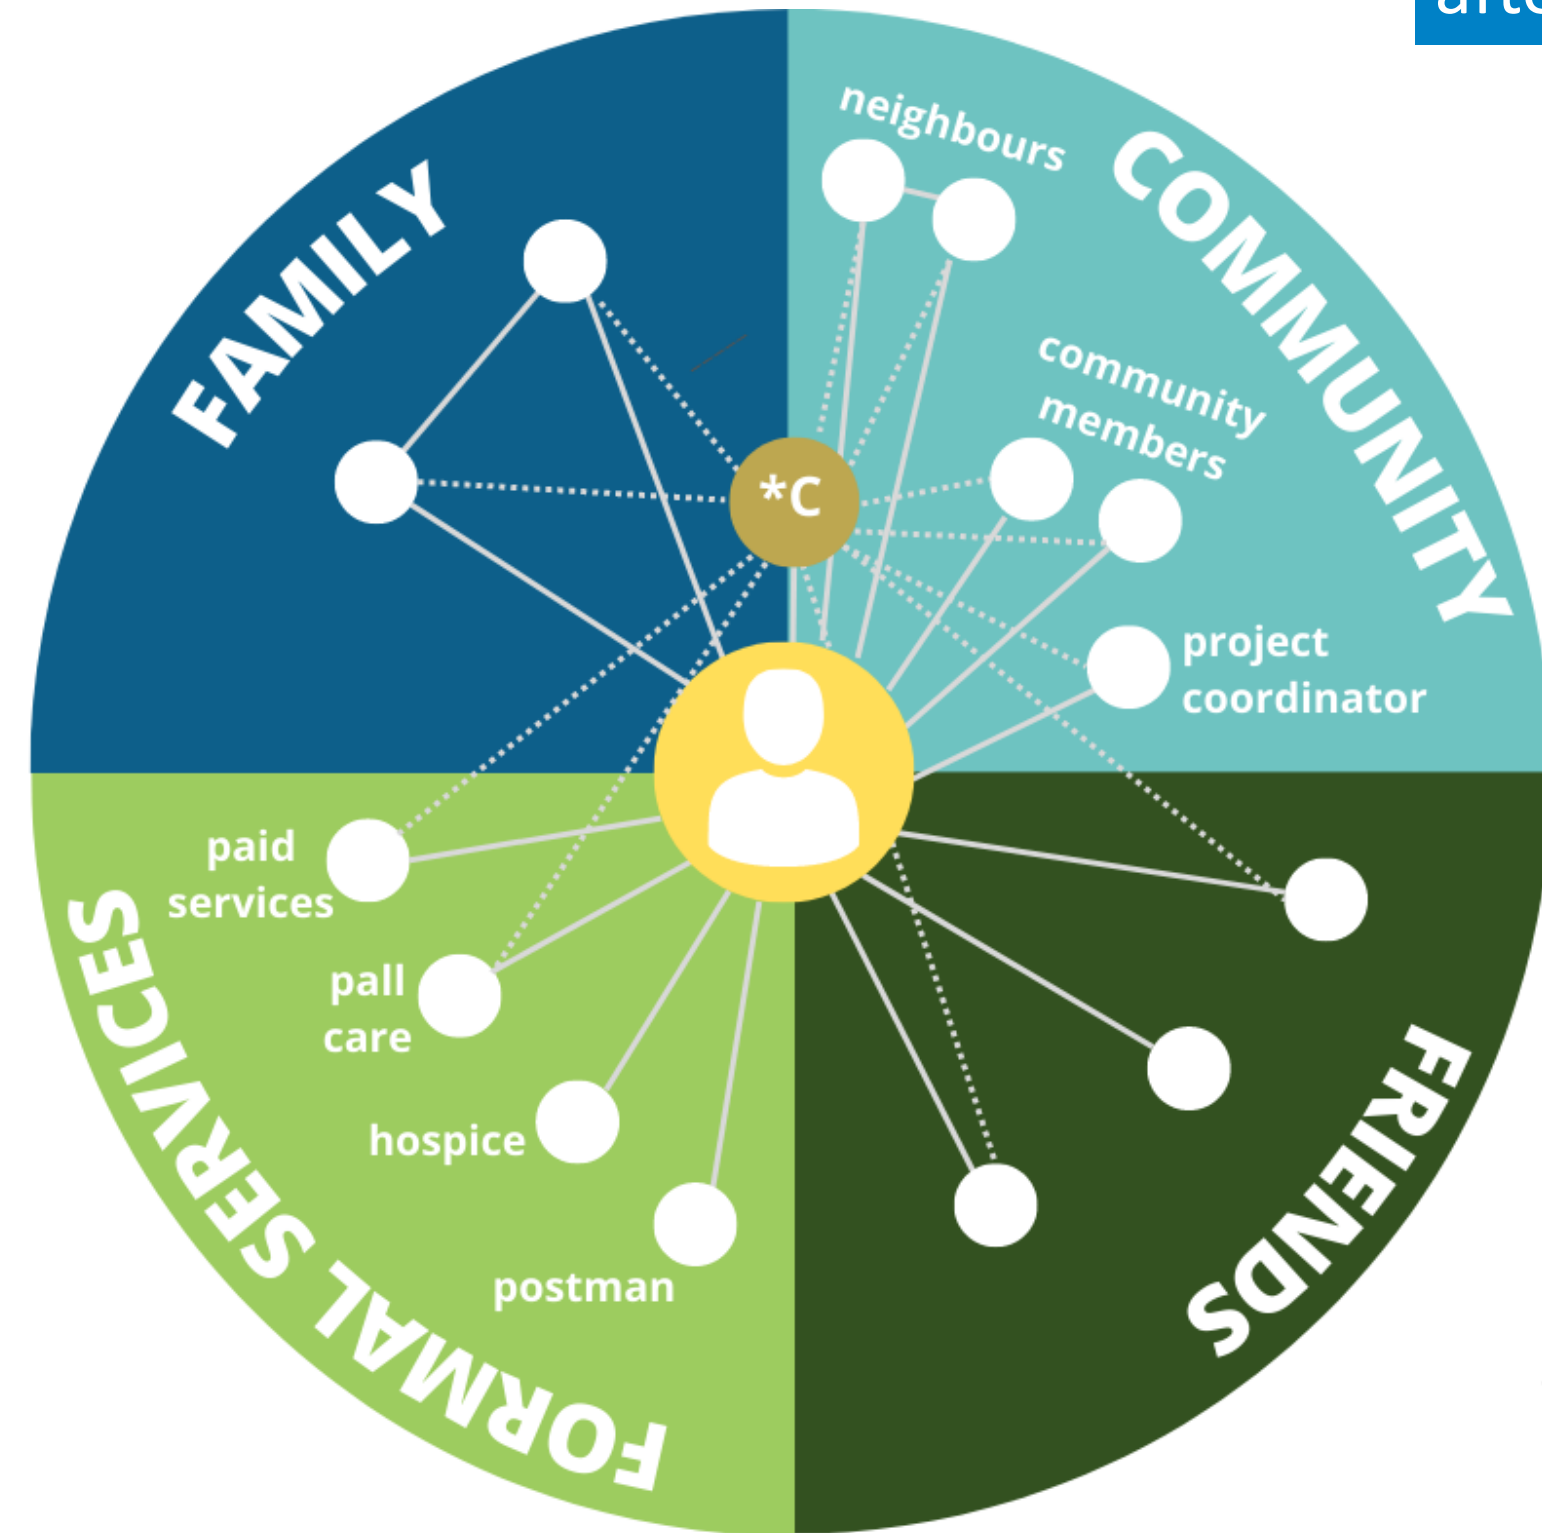 FAMILY
neighbours
COMMUNITY
community
members
*C
project
coordinator
paid
services
pall
care
hospice
postman
FORMAL SERVICES
FRIENDS